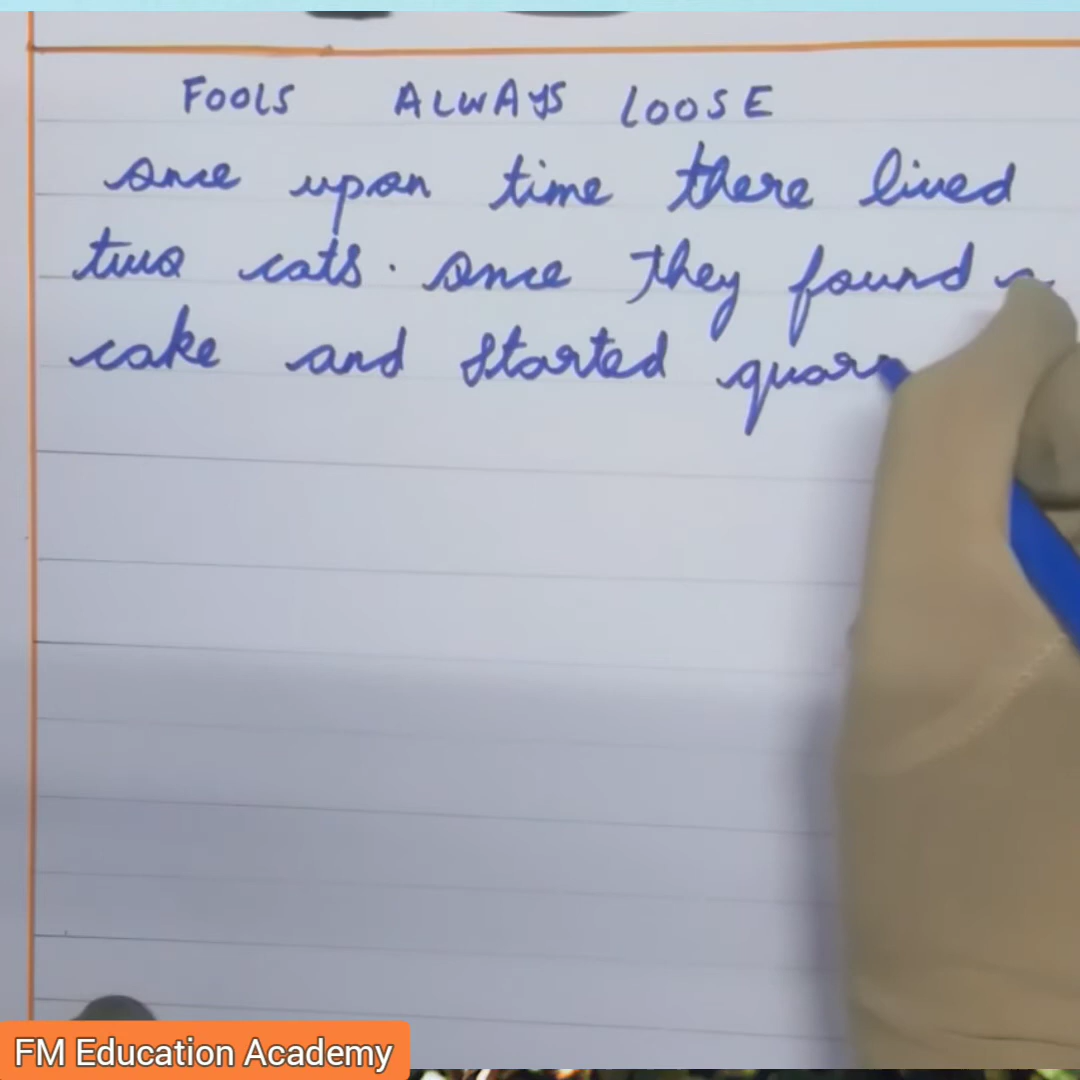 FOOLS ALWAYS LOOSE
once upon time there lived
two cats. once they found a
cake and started quarr
FM Education Academy